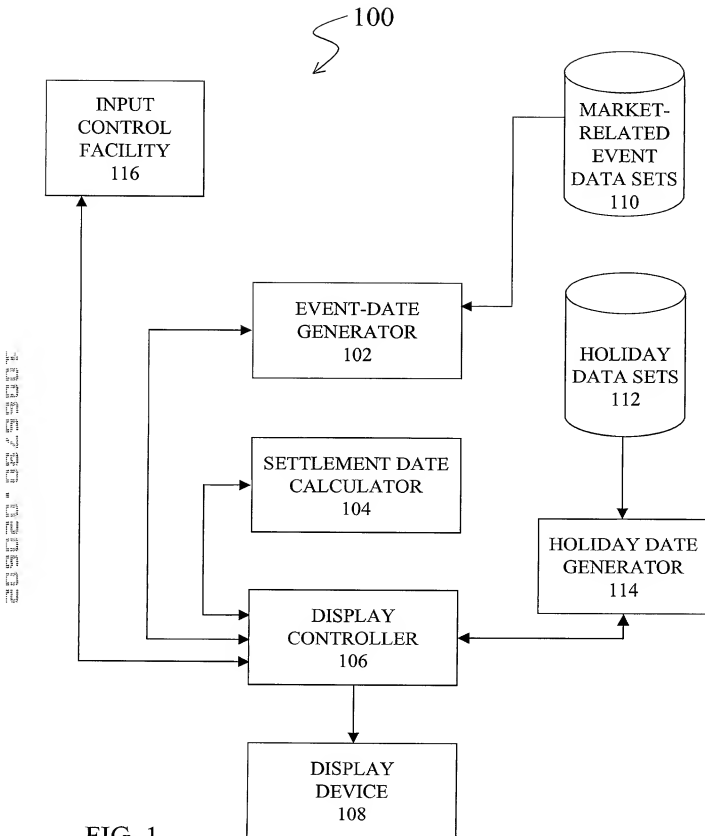 100
INPUT
CONTROL
FACILITY
116
MARKET-
RELATED
EVENT
DATA SETS
110
EVENT-DATE
GENERATOR
102
HOLIDAY
DATA SETS
112
SETTLEMENT DATE
CALCULATOR
104
HOLIDAY DATE
GENERATOR
114
DISPLAY
CONTROLLER
106
DISPLAY
DEVICE
108
FIG. 1